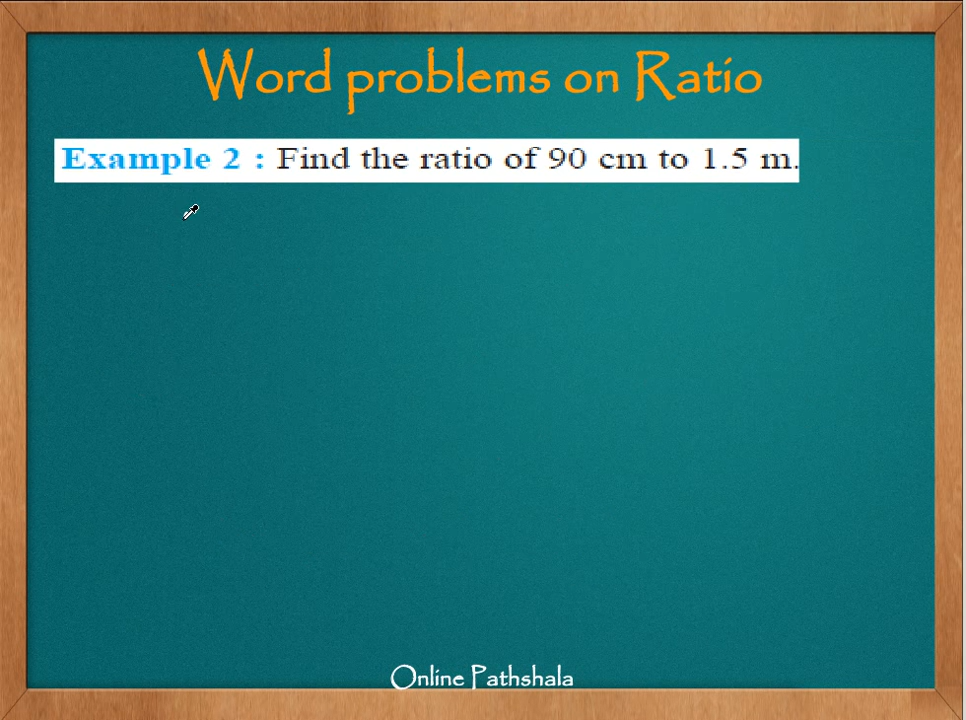 Word problems on Ratio
Example 2 : Find the ratio of 90 cm to 1.5 m.
Online Pathshala